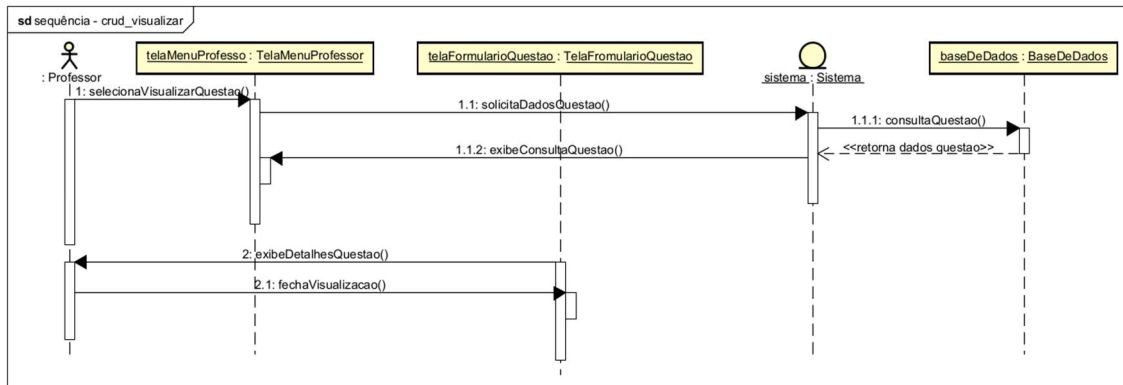 sd sequência - crud_visualizar
: Professor
telaMenuProfesso : TelaMenuProfessor
telaFormularioQuestao : TelaFromularioQuestao
sistema : Sistema
baseDeDados : BaseDeDados
1: selecionaVisualizarQuestao()
1.1: solicitaDadosQuestao()
1.1.1: consultaQuestao()
<<retorna dados questao>>
1.1.2: exibeConsultaQuestao()
2: exibeDetalhesQuestao()
2.1: fechaVisualizacao()